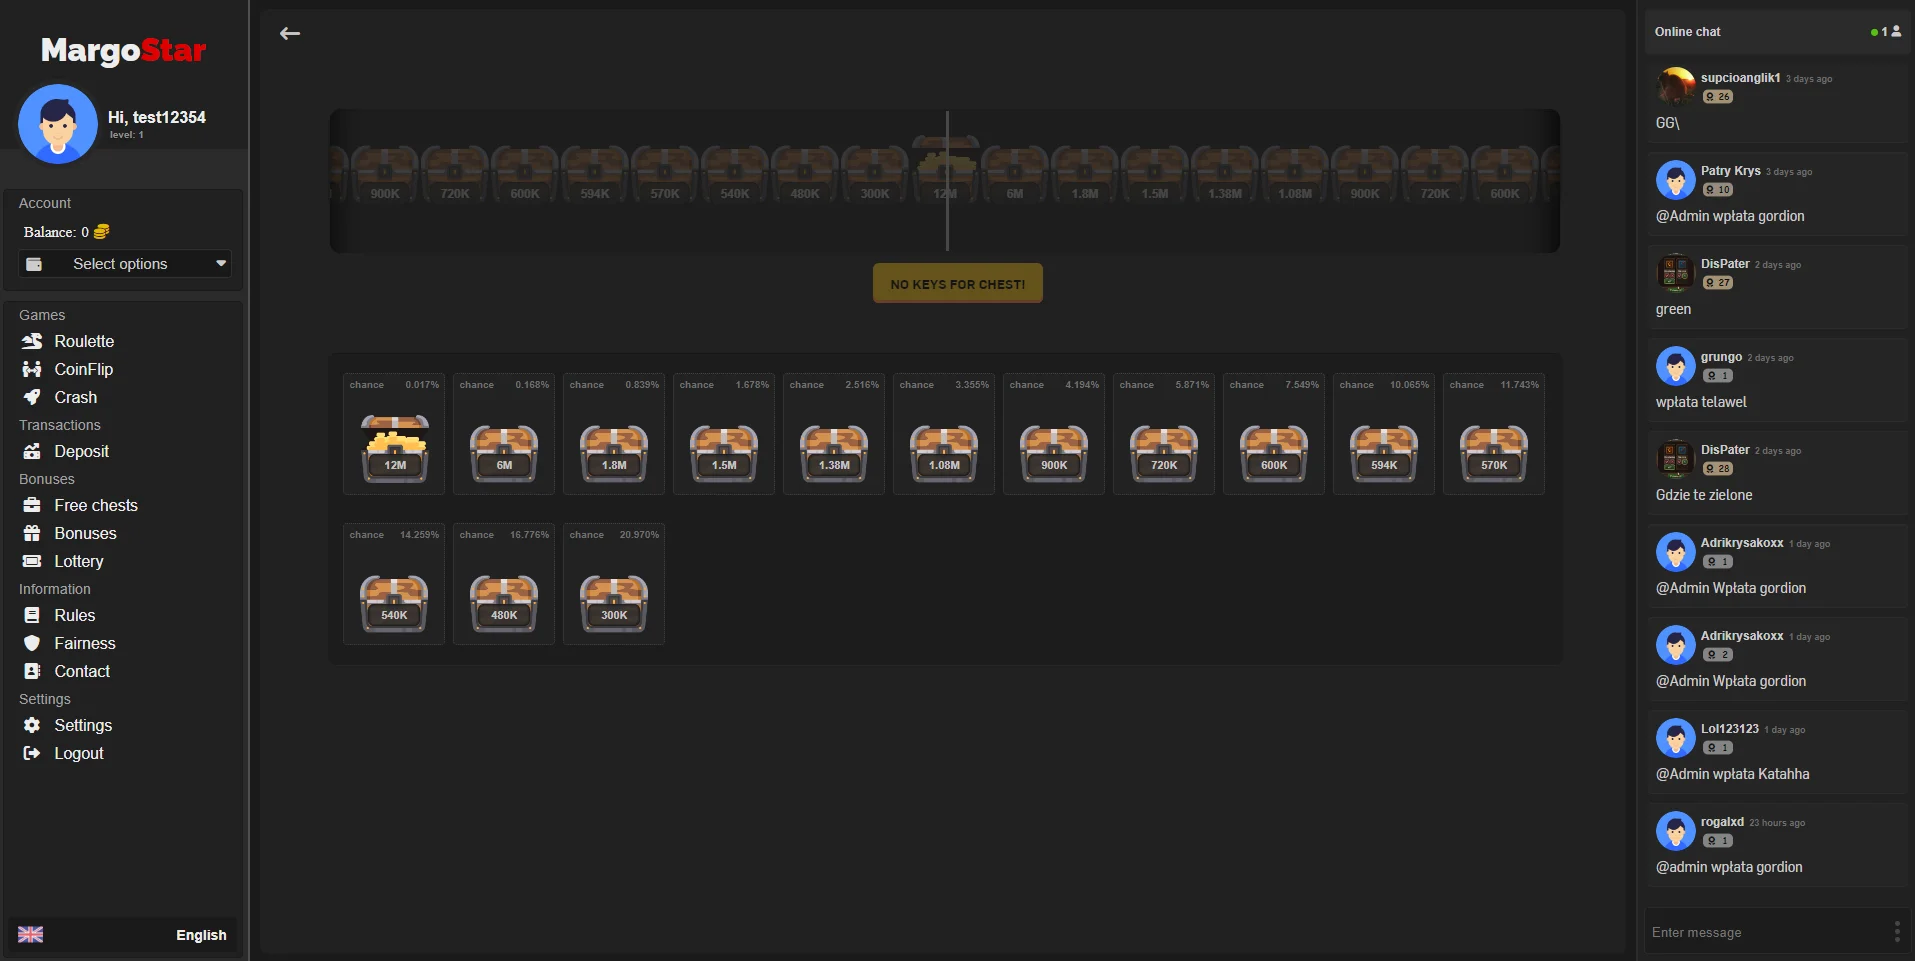 MargoStar
Hi, test12354
level: 1
Account
Balance: 0
Select options
Games
Roulette
CoinFlip
Crash
Transactions
Deposit
Bonuses
Free chests
Bonuses
Lottery
Information
Rules
Fairness
Contact
Settings
Settings
Logout
English
900K 720K 600K 594K 570K 540K 480K 300K 12M 6M 1.8M 1.5M 1.38M 1.08M 900K 720K 600K
NO KEYS FOR CHEST!
chance 0.017% chance 0.168% chance 0.839% chance 1.678% chance 2.516% chance 3.355% chance 4.194% chance 5.871% chance 7.549% chance 10.065% chance 11.743%
12M 6M 1.8M 1.5M 1.38M 1.08M 900K 720K 600K 594K 570K
chance 14.259% chance 16.776% chance 20.970%
540K 480K 300K
Online chat 1
supcioanglik1 3 days ago
26
GG\
Patry Krys 3 days ago
10
@Admin wpłata gordion
DisPater 2 days ago
27
green
grungo 2 days ago
1
wpłata telawel
DisPater 2 days ago
28
Gdzie te zielone
Adrikrysakoxx 1 day ago
1
@Admin Wpłata gordion
Adrikrysakoxx 1 day ago
2
@Admin Wpłata gordion
Lol123123 1 day ago
1
@Admin wpłata Katahha
rogalxd 23 hours ago
1
@admin wpłata gordion
Enter message